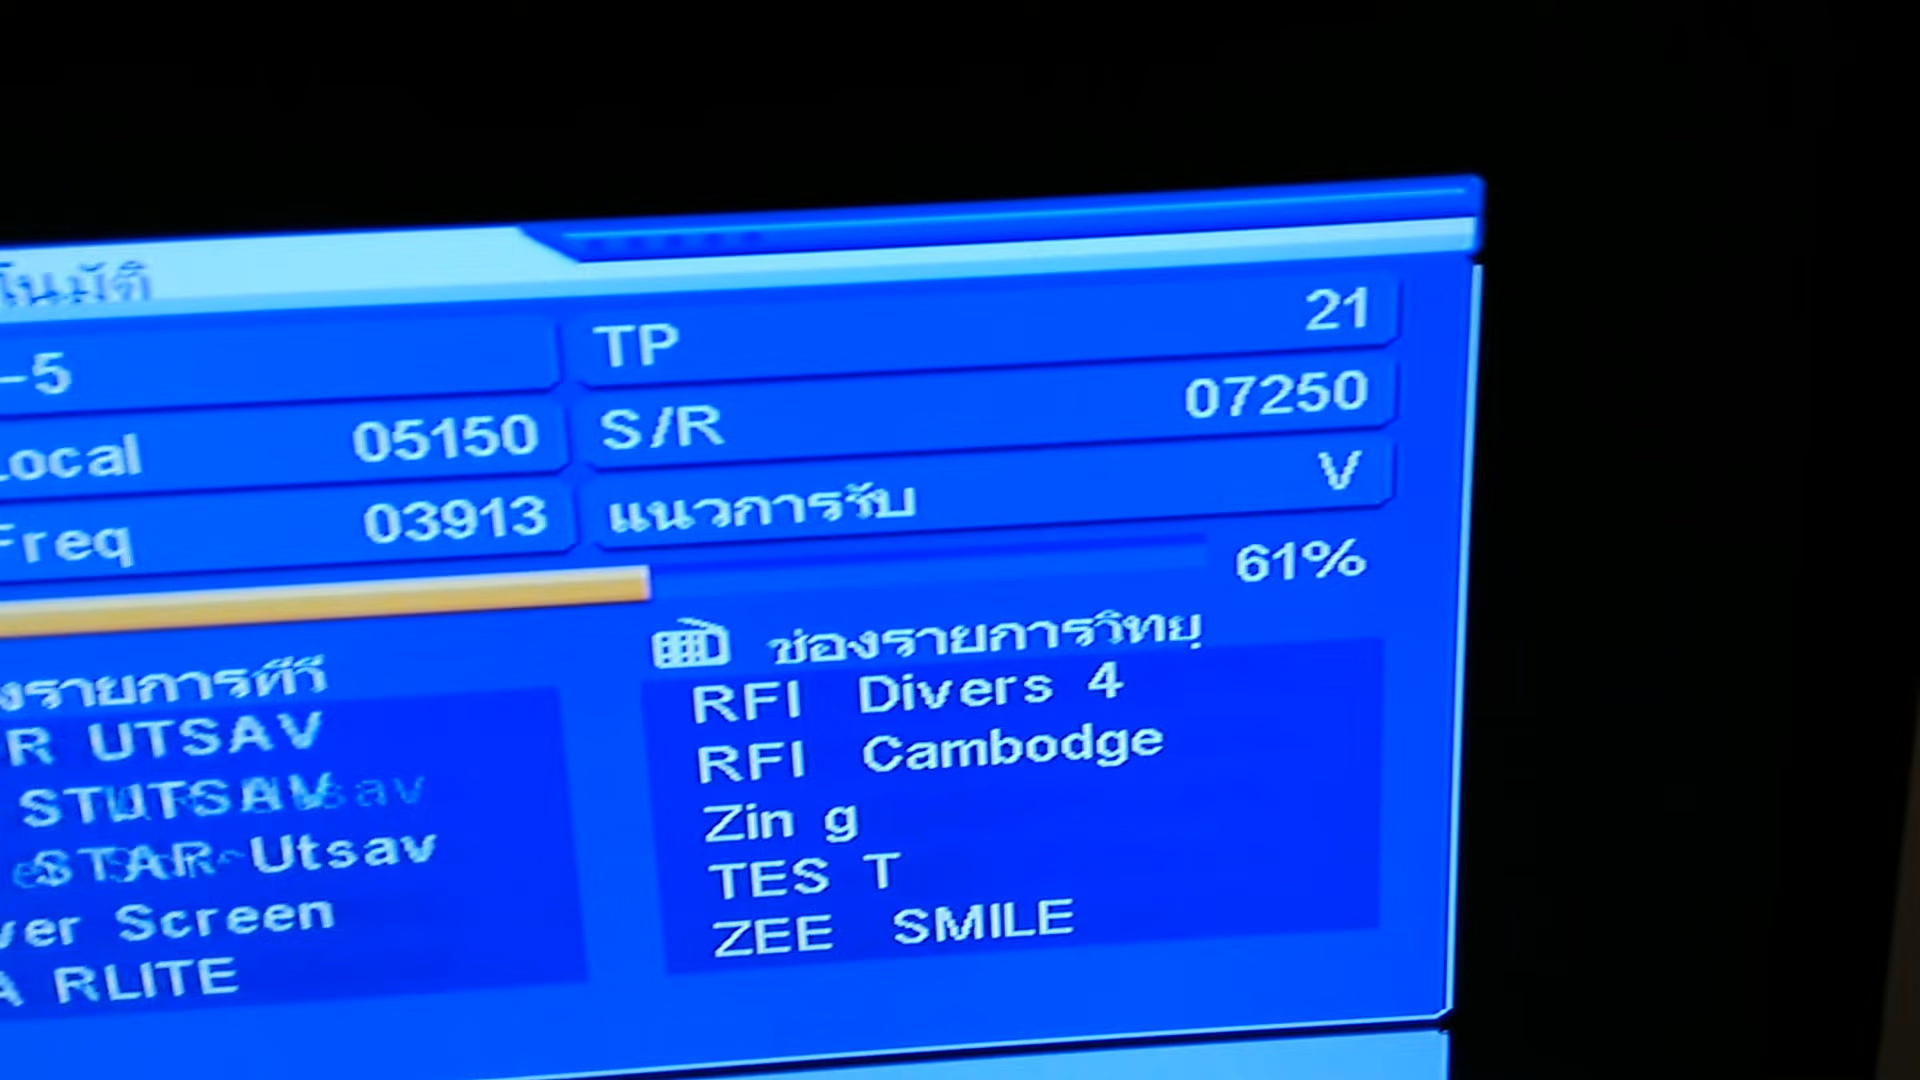 โนมัติ
-5 TP 21
Local 05150 S/R 07250
Freq 03913 แนวการรับ V
61%
งรายการทีวี ช่องรายการวิทยุ
R UTSAV RFI Divers 4
RFI Cambodge
STAR Utsav Zin g
ver Screen TES T
A RLITE ZEE SMILE